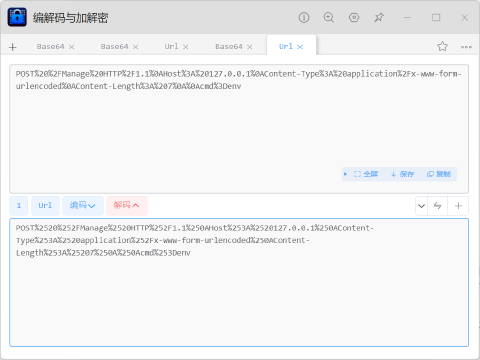 编解码与加解密
Base64 Base64 Url Base64 Url
POST%20%2FManage%20HTTP%2F1.1%0AHost%3A%20127.0.0.1%0AContent-Type%3A%20application%2Fx-www-form-
urlencoded%0AContent-Length%3A%207%0A%0Acmd%3Denv
全屏 保存 复制
1 Url 编码 解码
POST%2520%252FManage%2520HTTP%252F1.1%250AHost%253A%2520127.0.0.1%250AContent-
Type%253A%2520application%252Fx-www-form-urlencoded%250AContent-
Length%253A%25207%250A%250Acmd%253Denv